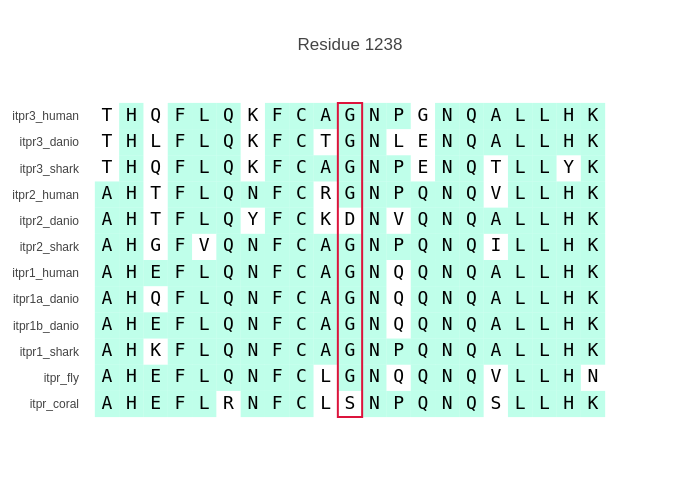 Residue 1238
itpr3_human T H Q F L Q K F C A G N P G N Q A L L H K
itpr3_danio T H L F L Q K F C T G N L E N Q A L L H K
itpr3_shark T H Q F L Q K F C A G N P E N Q T L L Y K
itpr2_human A H T F L Q N F C R G N P Q N Q V L L H K
itpr2_danio A H T F L Q Y F C K D N V Q N Q A L L H K
itpr2_shark A H G F V Q N F C A G N P Q N Q I L L H K
itpr1_human A H E F L Q N F C A G N Q Q N Q A L L H K
itpr1a_danio A H Q F L Q N F C A G N Q Q N Q A L L H K
itpr1b_danio A H E F L Q N F C A G N Q Q N Q A L L H K
itpr1_shark A H K F L Q N F C A G N P Q N Q A L L H K
itpr_fly A H E F L Q N F C L G N Q Q N Q V L L H N
itpr_coral A H E F L R N F C L S N P Q N Q S L L H K